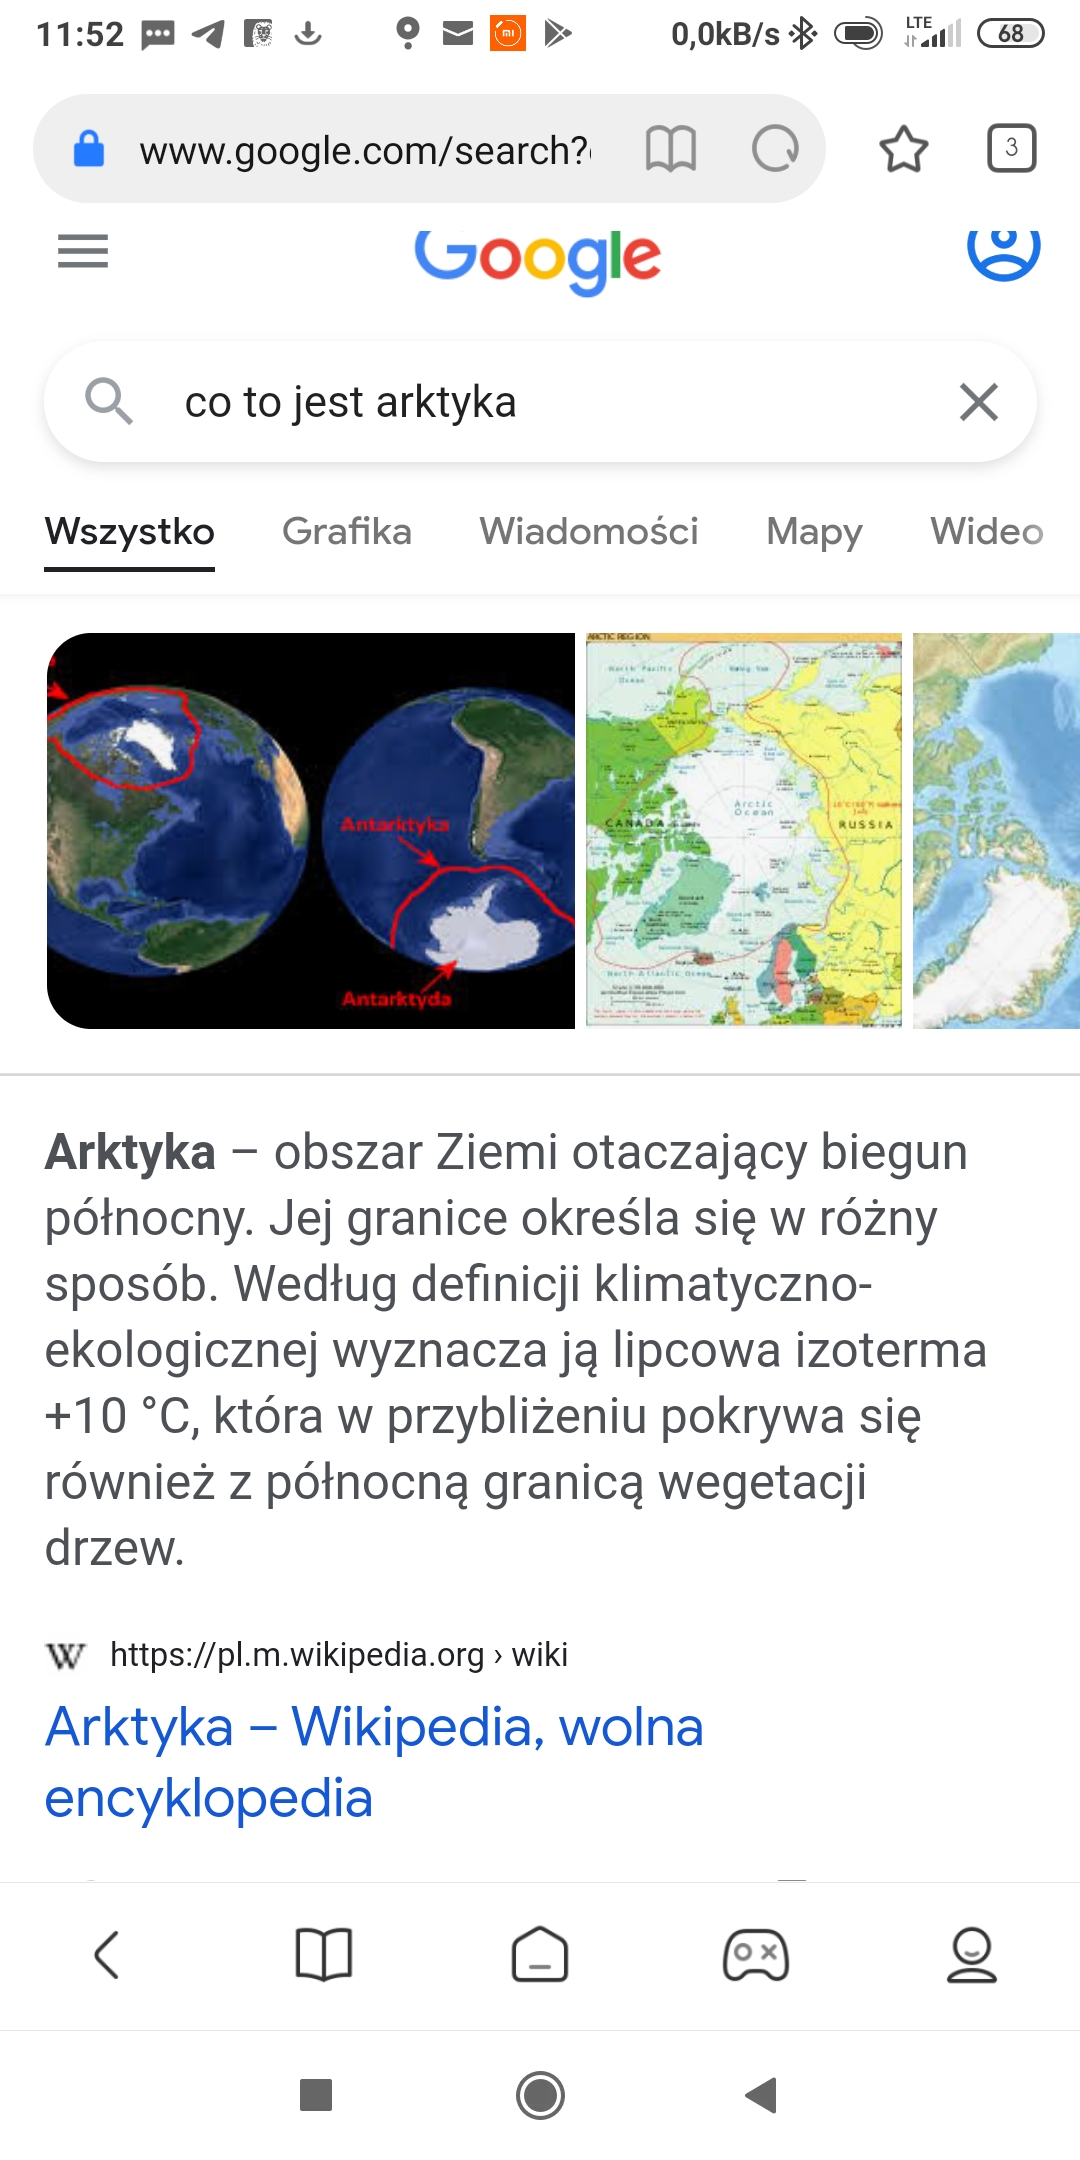 11:52
0,0kB/s
LTE
68
www.google.com/search?
3
Google
co to jest arktyka
Wszystko Grafika Wiadomości Mapy Wideo
Antarktyka
Antarktyda
ARCTIC REGION
North Pacific
Ocean
Arctic
Ocean
CANADA
RUSSIA
North Atlantic Ocean
Arktyka – obszar Ziemi otaczający biegun
północny. Jej granice określa się w różny
sposób. Według definicji klimatyczno-
ekologicznej wyznacza ją lipcowa izoterma
+10 °C, która w przybliżeniu pokrywa się
również z północną granicą wegetacji
drzew.
W https://pl.m.wikipedia.org › wiki
Arktyka – Wikipedia, wolna
encyklopedia